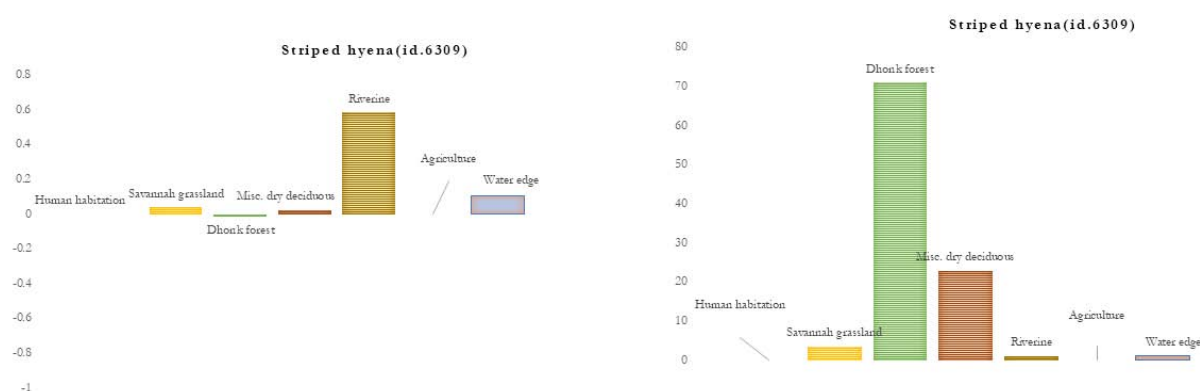 Striped hyena(id.6309)
0.8
0.6
0.4
0.2
0
-0.2
-0.4
-0.6
-0.8
-1
Human habitation
Savannah grassland
Dhonk forest
Misc. dry deciduous
Riverine
Agriculture
Water edge
Striped hyena(id.6309)
80
70
60
50
40
30
20
10
0
Human habitation
Savannah grassland
Dhonk forest
Misc. dry deciduous
Riverine
Agriculture
Water edge